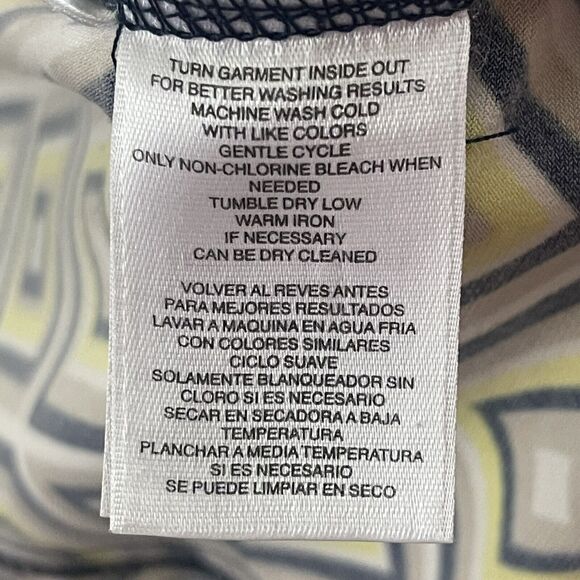 TURN GARMENT INSIDE OUT
FOR BETTER WASHING RESULTS
MACHINE WASH COLD
WITH LIKE COLORS
GENTLE CYCLE
ONLY NON-CHLORINE BLEACH WHEN
NEEDED
TUMBLE DRY LOW
WARM IRON
IF NECESSARY
CAN BE DRY CLEANED
VOLVER AL REVES ANTES
PARA MEJORES RESULTADOS
LAVAR A MAQUINA EN AGUA FRIA
CON COLORES SIMILARES
CICLO SUAVE
SOLAMENTE BLANQUEADOR SIN
CLORO SI ES NECESARIO
SECAR EN SECADORA A BAJA
TEMPERATURA
PLANCHAR A MEDIA TEMPERATURA
SI ES NECESARIO
SE PUEDE LIMPIAR EN SECO